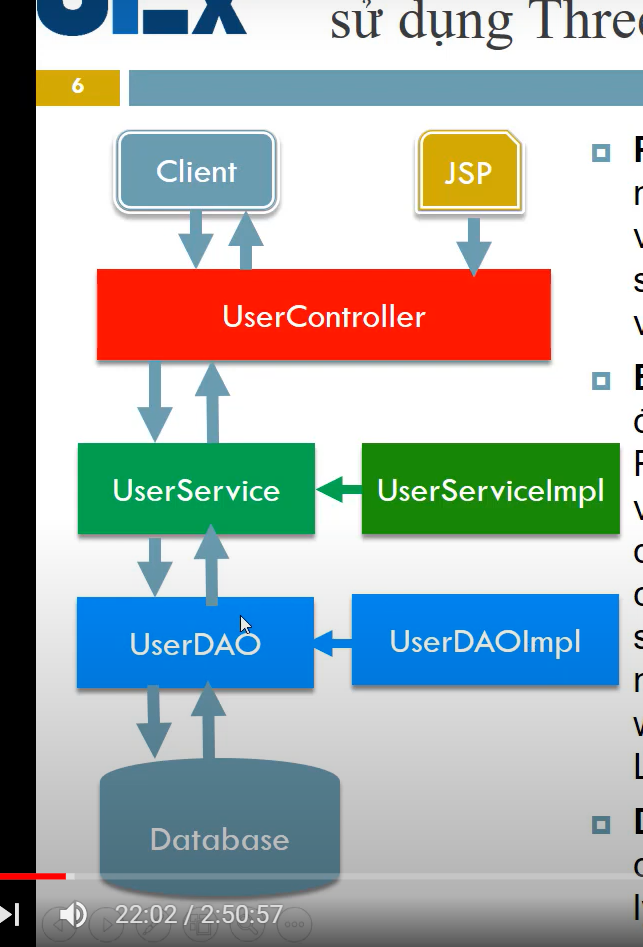 sử dụng Three
6
Client
JSP
UserController
UserService
UserServiceImpl
UserDAO
UserDAOImpl
Database
22:02 / 2:50:57